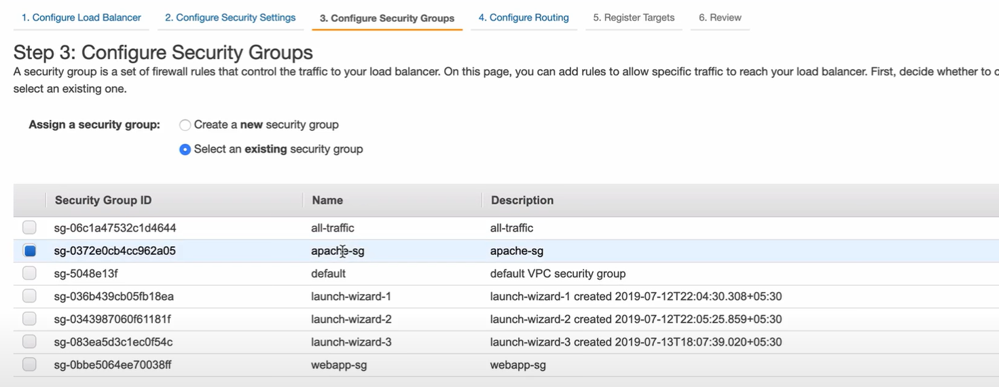 1. Configure Load Balancer 2. Configure Security Settings 3. Configure Security Groups 4. Configure Routing 5. Register Targets 6. Review
Step 3: Configure Security Groups
A security group is a set of firewall rules that control the traffic to your load balancer. On this page, you can add rules to allow specific traffic to reach your load balancer. First, decide whether to
select an existing one.
Assign a security group: Create a new security group
Select an existing security group
Security Group ID Name Description
sg-06c1a47532c1d4644 all-traffic all-traffic
sg-0372e0cb4cc962a05 apache-sg apache-sg
sg-5048e13f default default VPC security group
sg-036b439cb05fb18ea launch-wizard-1 launch-wizard-1 created 2019-07-12T22:04:30.308+05:30
sg-0343987060f61181f launch-wizard-2 launch-wizard-2 created 2019-07-12T22:05:25.859+05:30
sg-083ea5d3c1ec0f54c launch-wizard-3 launch-wizard-3 created 2019-07-13T18:07:39.020+05:30
sg-0bbe5064ee70038ff webapp-sg webapp-sg